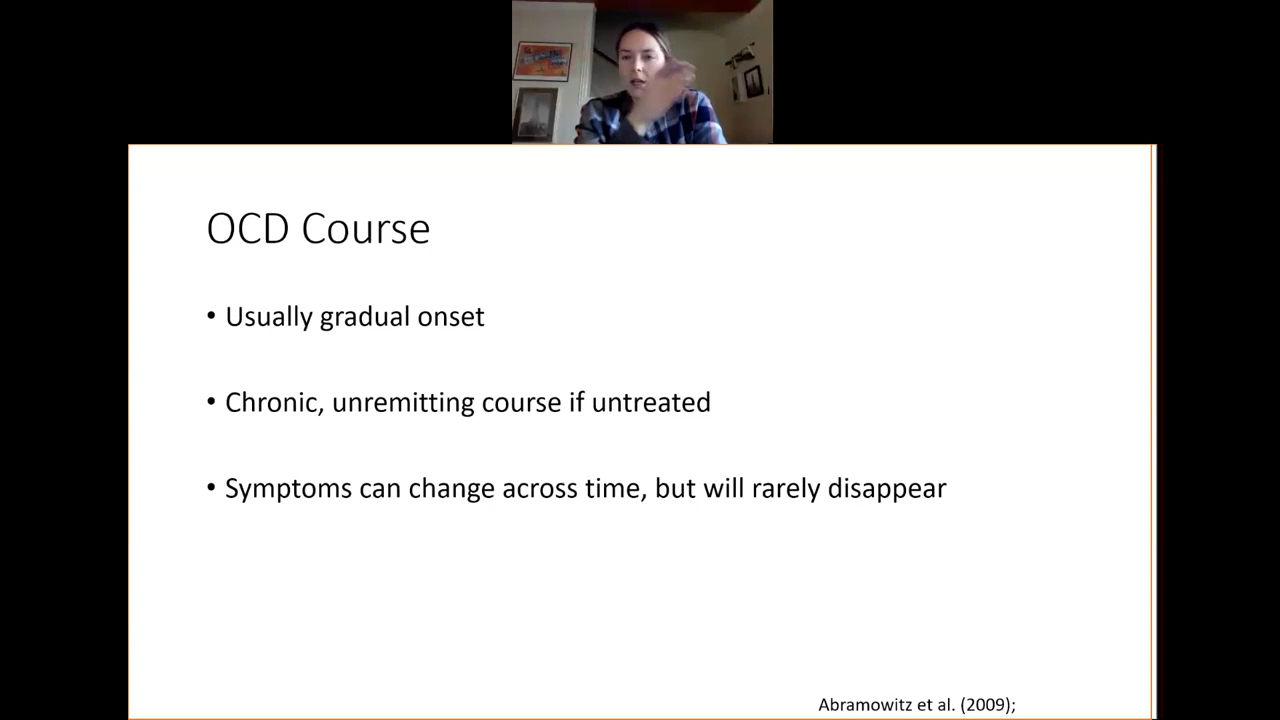 OCD Course
• Usually gradual onset
• Chronic, unremitting course if untreated
• Symptoms can change across time, but will rarely disappear
Abramowitz et al. (2009);